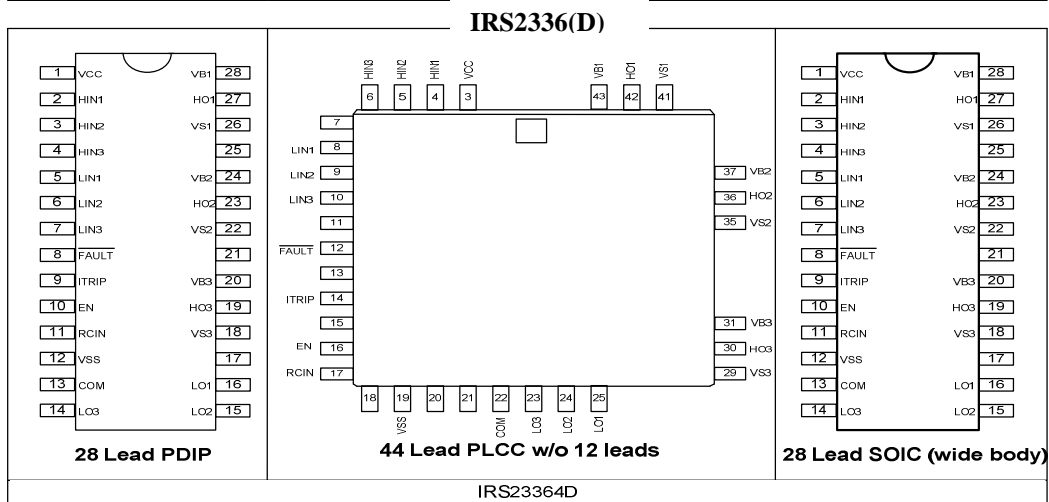 IRS2336(D)
1 VCC VB1 28
2 HIN1 HO1 27
3 HIN2 VS1 26
4 HIN3 25
5 LIN1 VB2 24
6 LIN2 HO2 23
7 LIN3 VS2 22
8 FAULT 21
9 ITRIP VB3 20
10 EN HO3 19
11 RCIN VS3 18
12 VSS 17
13 COM LO1 16
14 LO3 LO2 15
28 Lead PDIP
HIN3 HIN2 HIN1 VCC VB1 HO1 VS1
6 5 4 3 43 42 41
7
LIN1 8
LIN2 9 37 VB2
LIN3 10 36 HO2
11 35 VS2
FAULT 12
13
ITRIP 14
15 31 VB3
EN 16 30 HO3
RCIN 17 29 VS3
18 19 20 21 22 23 24 25
VSS COM LO3 LO2 LO1
44 Lead PLCC w/o 12 leads
1 VCC VB1 28
2 HIN1 HO1 27
3 HIN2 VS1 26
4 HIN3 25
5 LIN1 VB2 24
6 LIN2 HO2 23
7 LIN3 VS2 22
8 FAULT 21
9 ITRIP VB3 20
10 EN HO3 19
11 RCIN VS3 18
12 VSS 17
13 COM LO1 16
14 LO3 LO2 15
28 Lead SOIC (wide body)
IRS23364D